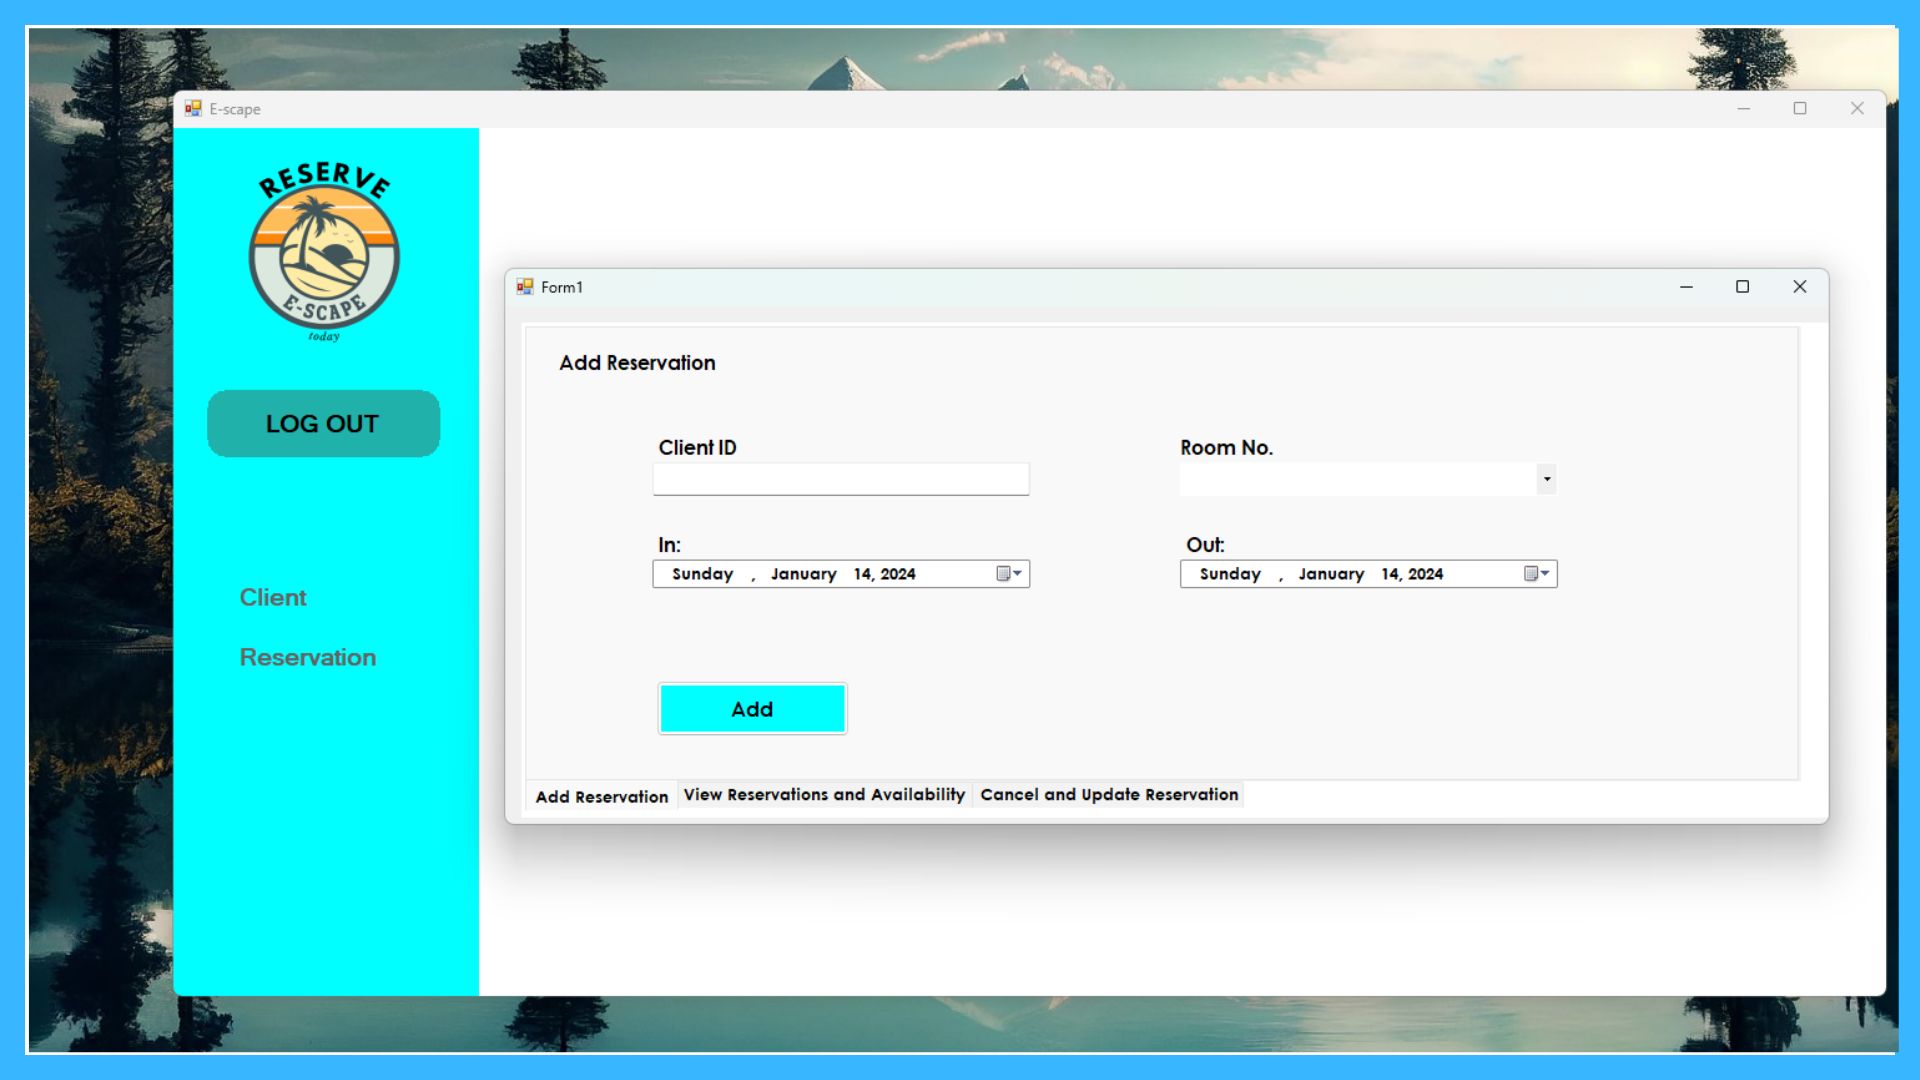 E-scape
RESERVE
E-SCAPE
today
LOG OUT
Client
Reservation
Form1
Add Reservation
Client ID
Room No.
In:
Out:
Sunday , January 14, 2024
Sunday , January 14, 2024
Add
Add Reservation
View Reservations and Availability
Cancel and Update Reservation